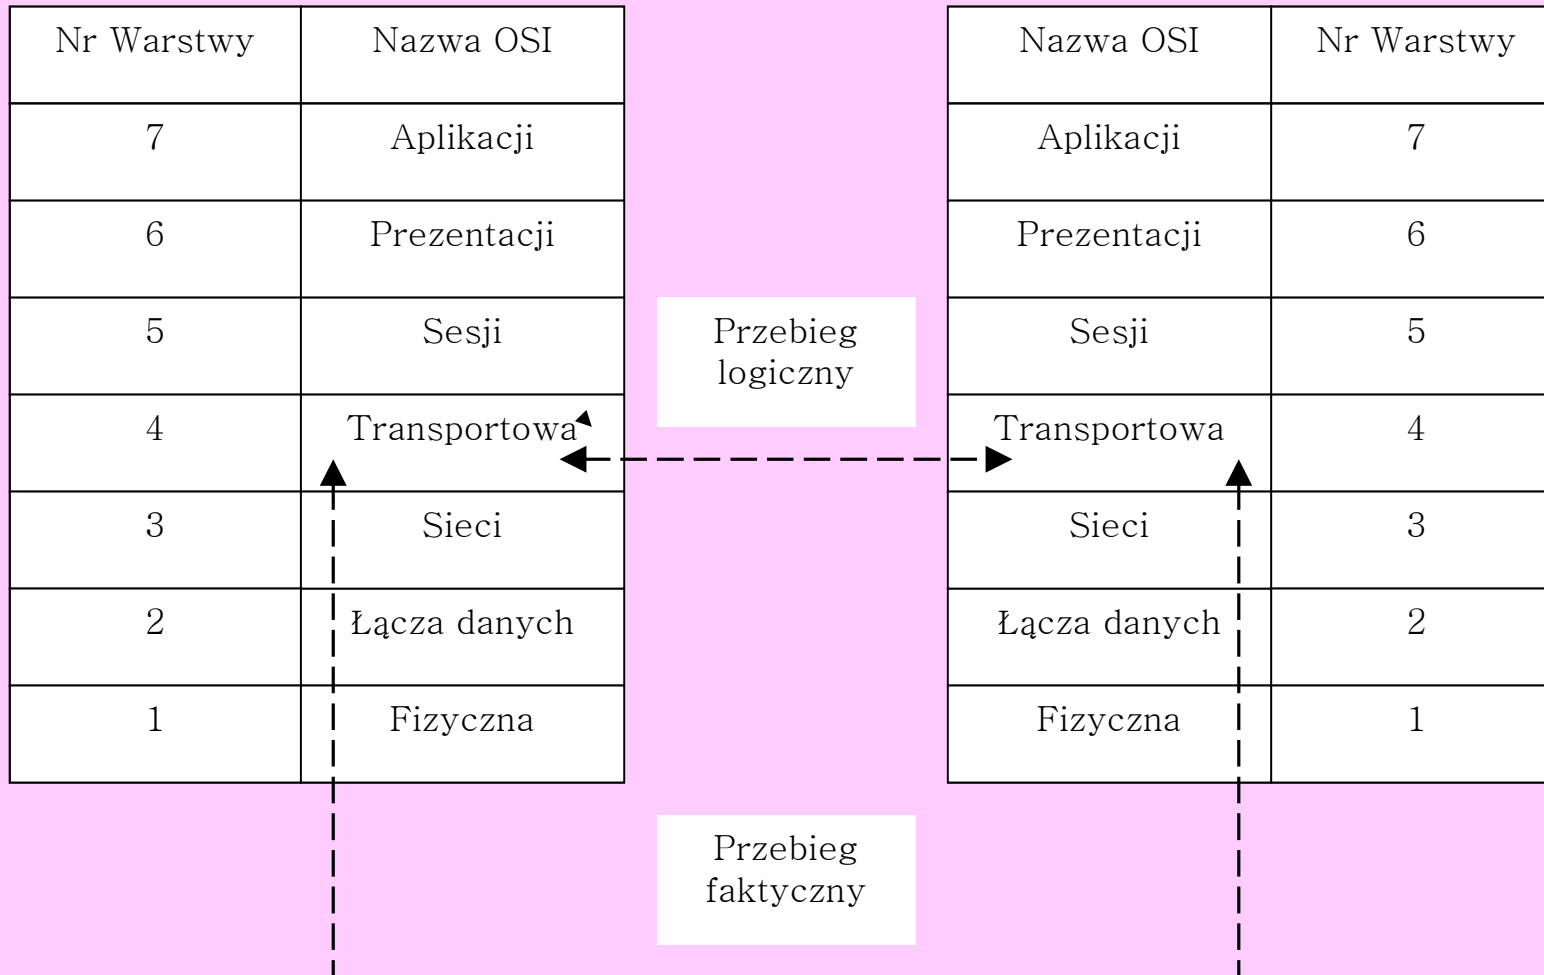 Nr Warstwy Nazwa OSI
7 Aplikacji
6 Prezentacji
5 Sesji
4 Transportowa
3 Sieci
2 Łącza danych
1 Fizyczna
Przebieg
logiczny
Przebieg
faktyczny
Nazwa OSI Nr Warstwy
Aplikacji 7
Prezentacji 6
Sesji 5
Transportowa 4
Sieci 3
Łącza danych 2
Fizyczna 1